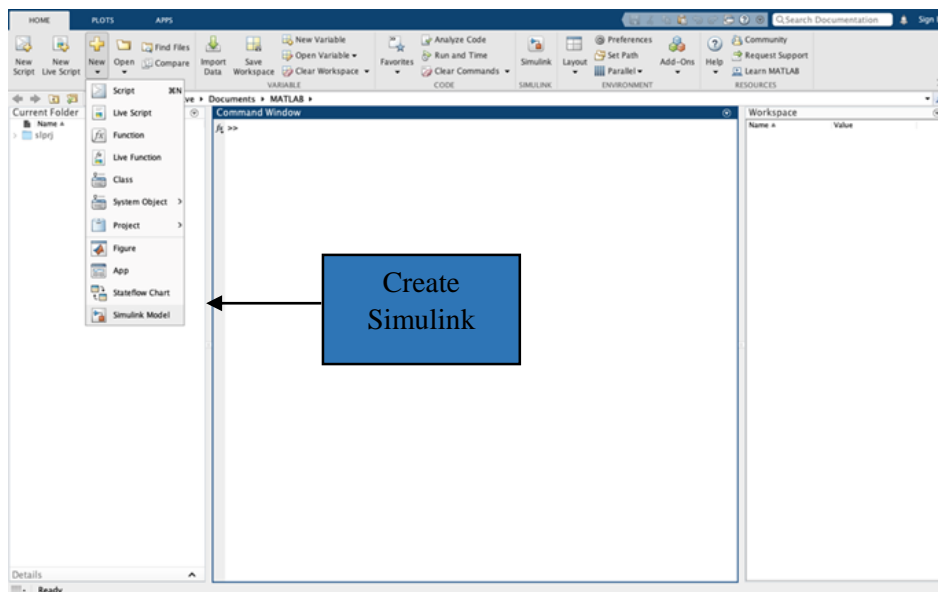 HOME PLOTS APPS
Search Documentation Sign
New Script
New Live Script
New
Open
Find Files
Compare
Import Data
Save Workspace
New Variable
Open Variable
Clear Workspace
VARIABLE
Favorites
Analyze Code
Run and Time
Clear Commands
CODE
Simulink
SIMULINK
Layout
Preferences
Set Path
Parallel
Add-Ons
ENVIRONMENT
Help
Community
Request Support
Learn MATLAB
RESOURCES
ve › Documents › MATLAB ›
Current Folder
Name
slprj
Script ⌘N
Live Script
Function
Live Function
Class
System Object >
Project >
Figure
App
Stateflow Chart
Simulink Model
Command Window
fx >>
Create
Simulink
Workspace
Name Value
Details
Ready